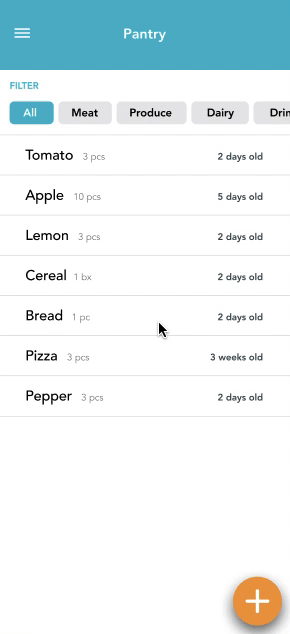 Pantry
FILTER
All Meat Produce Dairy Drin
Tomato 3 pcs 2 days old
Apple 10 pcs 5 days old
Lemon 3 pcs 2 days old
Cereal 1 bx 2 days old
Bread 1 pc 2 days old
Pizza 3 pcs 3 weeks old
Pepper 3 pcs 2 days old